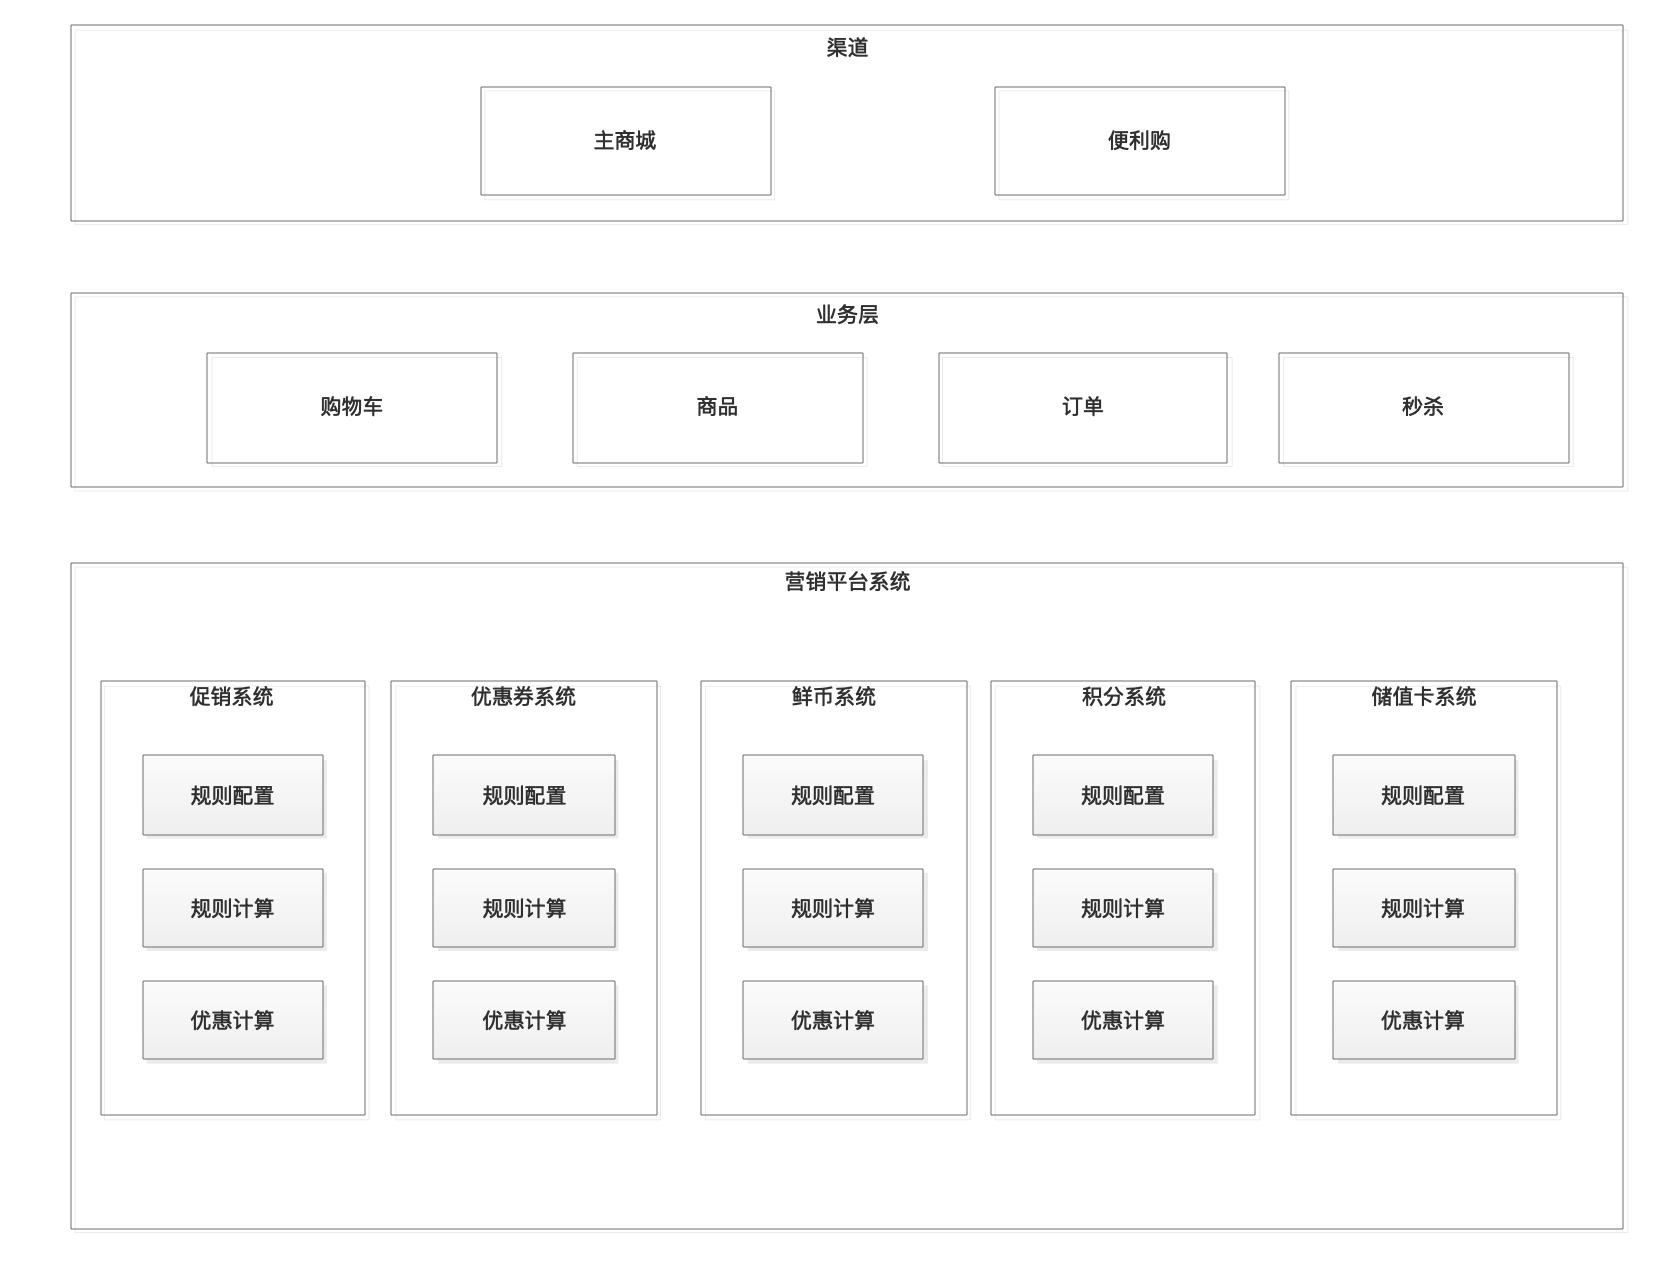 渠道
主商城
便利购
业务层
购物车
商品
订单
秒杀
营销平台系统
促销系统
规则配置
规则计算
优惠计算
优惠券系统
规则配置
规则计算
优惠计算
鲜币系统
规则配置
规则计算
优惠计算
积分系统
规则配置
规则计算
优惠计算
储值卡系统
规则配置
规则计算
优惠计算